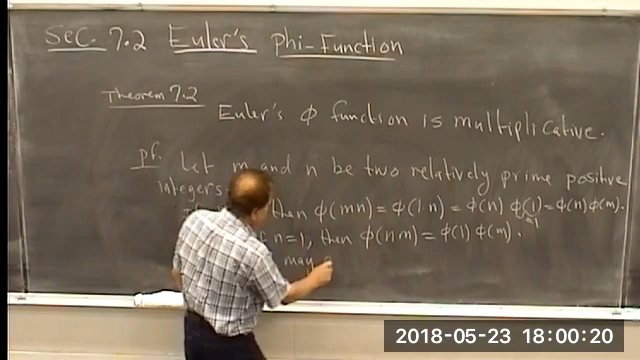 Sec. 7.2 Euler's Phi-Function
Theorem 7.2
Euler's ϕ function is multiplicative.
pf. Let m and n be two relatively prime positive
integers
then ϕ(mn) = ϕ(1·n) = ϕ(n) ϕ(1) = ϕ(n)ϕ(m).
=1
n=1, then ϕ(n·m) = ϕ(1) ϕ(m).
may
2018-05-23 18:00:20